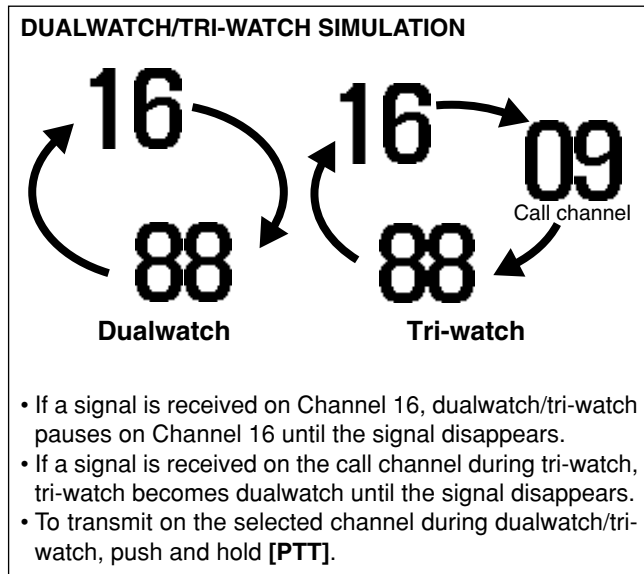 DUALWATCH/TRI-WATCH SIMULATION
16
88
Dualwatch
16
09
Call channel
88
Tri-watch
• If a signal is received on Channel 16, dualwatch/tri-watch
pauses on Channel 16 until the signal disappears.
• If a signal is received on the call channel during tri-watch,
tri-watch becomes dualwatch until the signal disappears.
• To transmit on the selected channel during dualwatch/tri-
watch, push and hold [PTT].